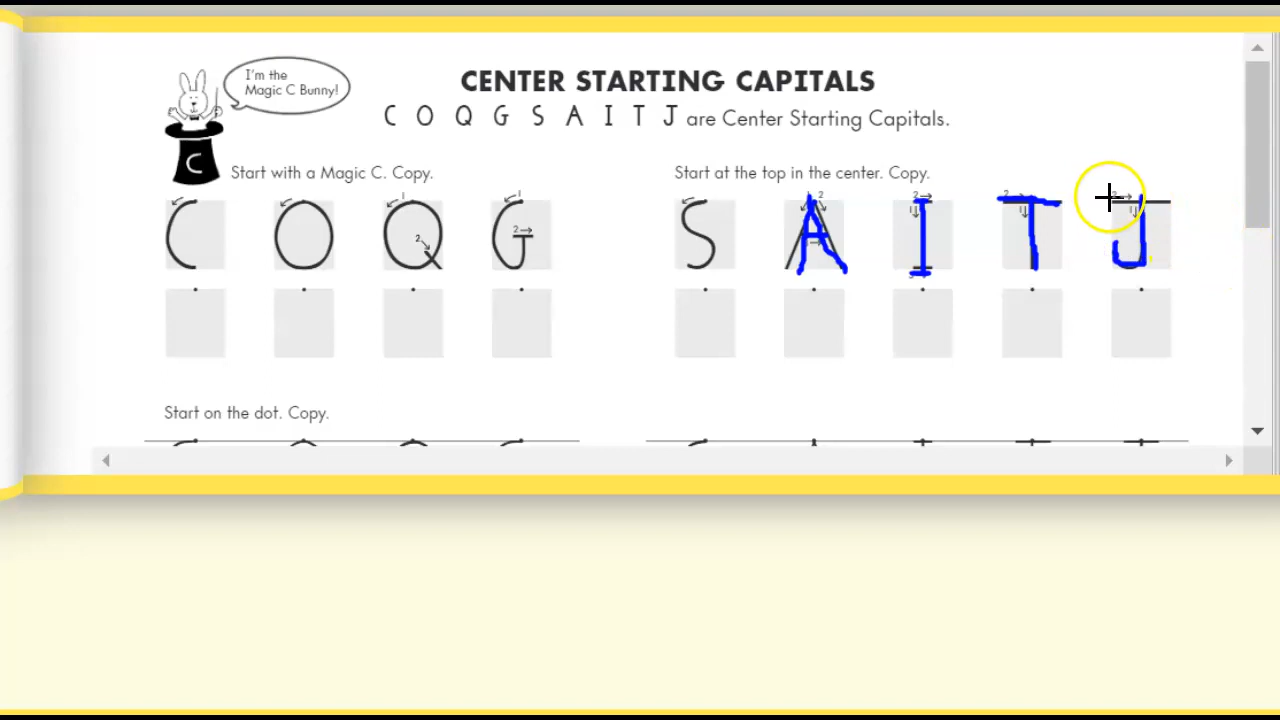 I'm the
Magic C Bunny!
CENTER STARTING CAPITALS
C O Q G S A I T J are Center Starting Capitals.
C
Start with a Magic C. Copy.
Start at the top in the center. Copy.
C O Q G S A I T J
Start on the dot. Copy.